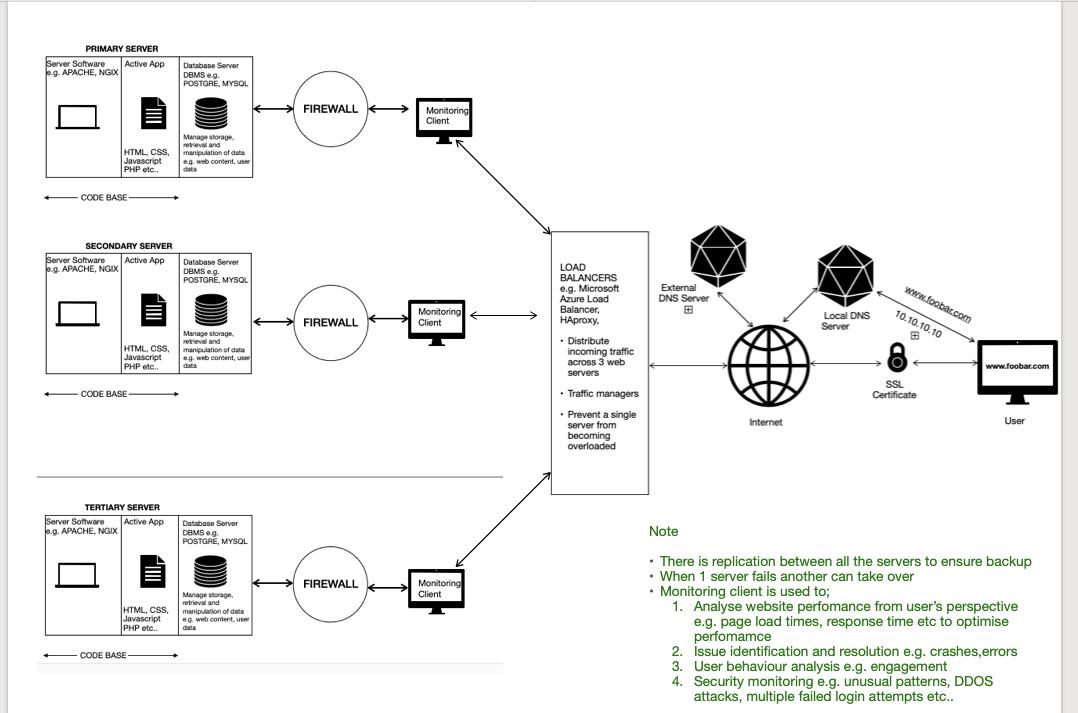 PRIMARY SERVER
Server Software
e.g. APACHE, NGIX
Active App
HTML, CSS,
Javascript
PHP etc..
Database Server
DBMS e.g.
POSTGRE, MYSQL
Manage storage,
retrieval and
manipulation of data
e.g. web content, user
data
CODE BASE
FIREWALL
Monitoring
Client
SECONDARY SERVER
Server Software
e.g. APACHE, NGIX
Active App
HTML, CSS,
Javascript
PHP etc..
Database Server
DBMS e.g.
POSTGRE, MYSQL
Manage storage,
retrieval and
manipulation of data
e.g. web content, user
data
CODE BASE
FIREWALL
Monitoring
Client
TERTIARY SERVER
Server Software
e.g. APACHE, NGIX
Active App
HTML, CSS,
Javascript
PHP etc..
Database Server
DBMS e.g.
POSTGRE, MYSQL
Manage storage,
retrieval and
manipulation of data
e.g. web content, user
data
CODE BASE
FIREWALL
Monitoring
Client
LOAD
BALANCERS
e.g. Microsoft
Azure Load
Balancer,
HAproxy,
• Distribute
incoming traffic
across 3 web
servers
• Traffic managers
• Prevent a single
server from
becoming
overloaded
External
DNS Server
Local DNS
Server
www.foobar.com
10.10.10.10
Internet
SSL
Certificate
www.foobar.com
User
Note
• There is replication between all the servers to ensure backup
• When 1 server fails another can take over
• Monitoring client is used to;
1. Analyse website perfomance from user's perspective
e.g. page load times, response time etc to optimise
perfomamce
2. Issue identification and resolution e.g. crashes,errors
3. User behaviour analysis e.g. engagement
4. Security monitoring e.g. unusual patterns, DDOS
attacks, multiple failed login attempts etc..